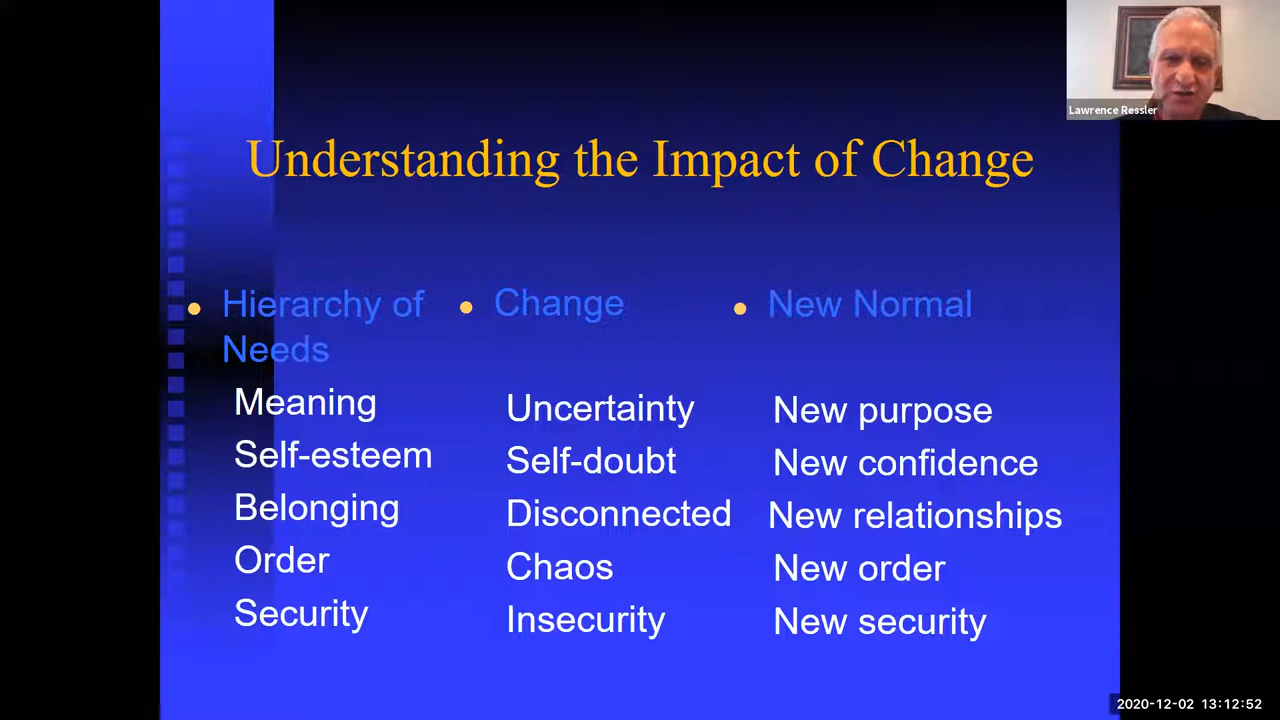 Lawrence Ressler
Understanding the Impact of Change
Hierarchy of
Needs
Meaning
Self-esteem
Belonging
Order
Security
Change
Uncertainty
Self-doubt
Disconnected
Chaos
Insecurity
New Normal
New purpose
New confidence
New relationships
New order
New security
2020-12-02 13:12:52